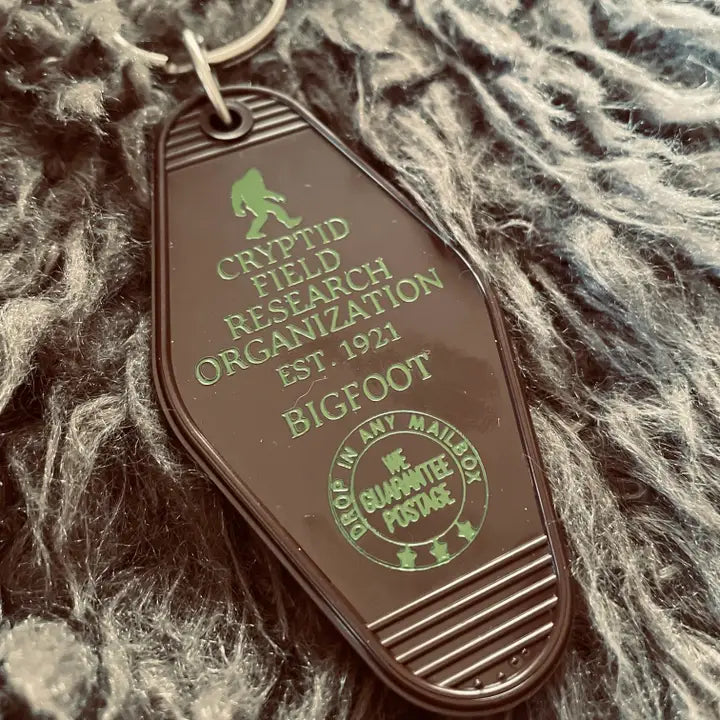 CRYPTID
FIELD
RESEARCH
ORGANIZATION
EST. 1921
BIGFOOT
DROP IN ANY MAILBOX
WE
GUARANTEE
POSTAGE